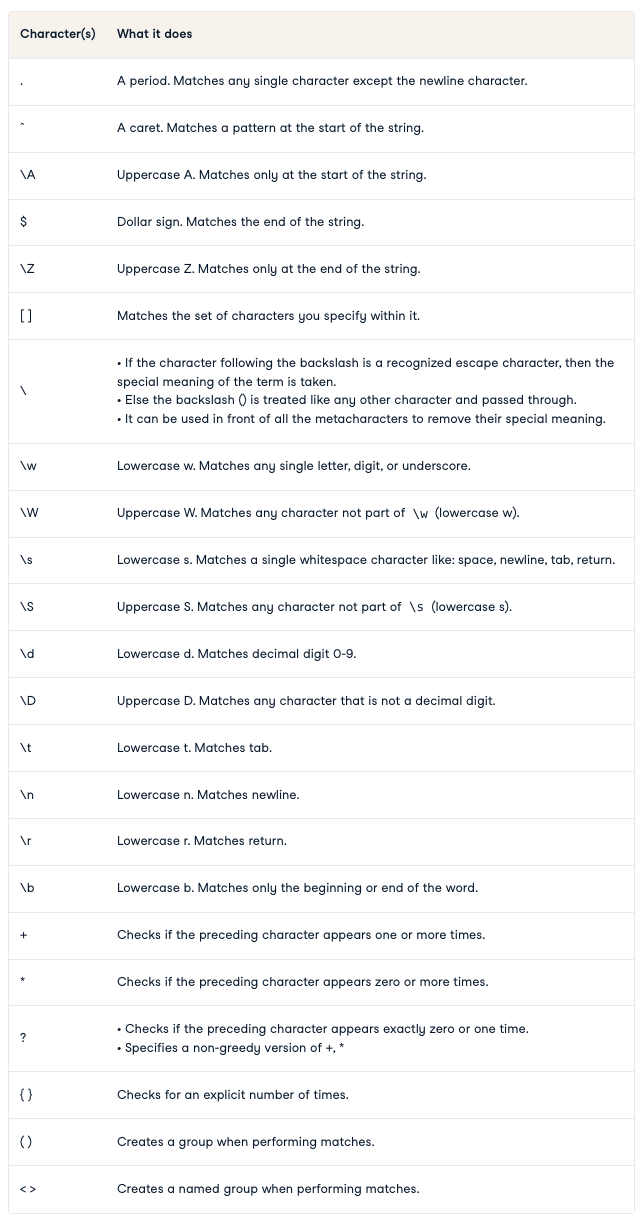 Character(s) What it does
. A period. Matches any single character except the newline character.
^ A caret. Matches a pattern at the start of the string.
\A Uppercase A. Matches only at the start of the string.
$ Dollar sign. Matches the end of the string.
\Z Uppercase Z. Matches only at the end of the string.
[ ] Matches the set of characters you specify within it.
\
• If the character following the backslash is a recognized escape character, then the
special meaning of the term is taken.
• Else the backslash () is treated like any other character and passed through.
• It can be used in front of all the metacharacters to remove their special meaning.
\w Lowercase w. Matches any single letter, digit, or underscore.
\W Uppercase W. Matches any character not part of \w (lowercase w).
\s Lowercase s. Matches a single whitespace character like: space, newline, tab, return.
\S Uppercase S. Matches any character not part of \s (lowercase s).
\d Lowercase d. Matches decimal digit 0-9.
\D Uppercase D. Matches any character that is not a decimal digit.
\t Lowercase t. Matches tab.
\n Lowercase n. Matches newline.
\r Lowercase r. Matches return.
\b Lowercase b. Matches only the beginning or end of the word.
+ Checks if the preceding character appears one or more times.
* Checks if the preceding character appears zero or more times.
?
• Checks if the preceding character appears exactly zero or one time.
• Specifies a non-greedy version of +, *
{ } Checks for an explicit number of times.
( ) Creates a group when performing matches.
< > Creates a named group when performing matches.